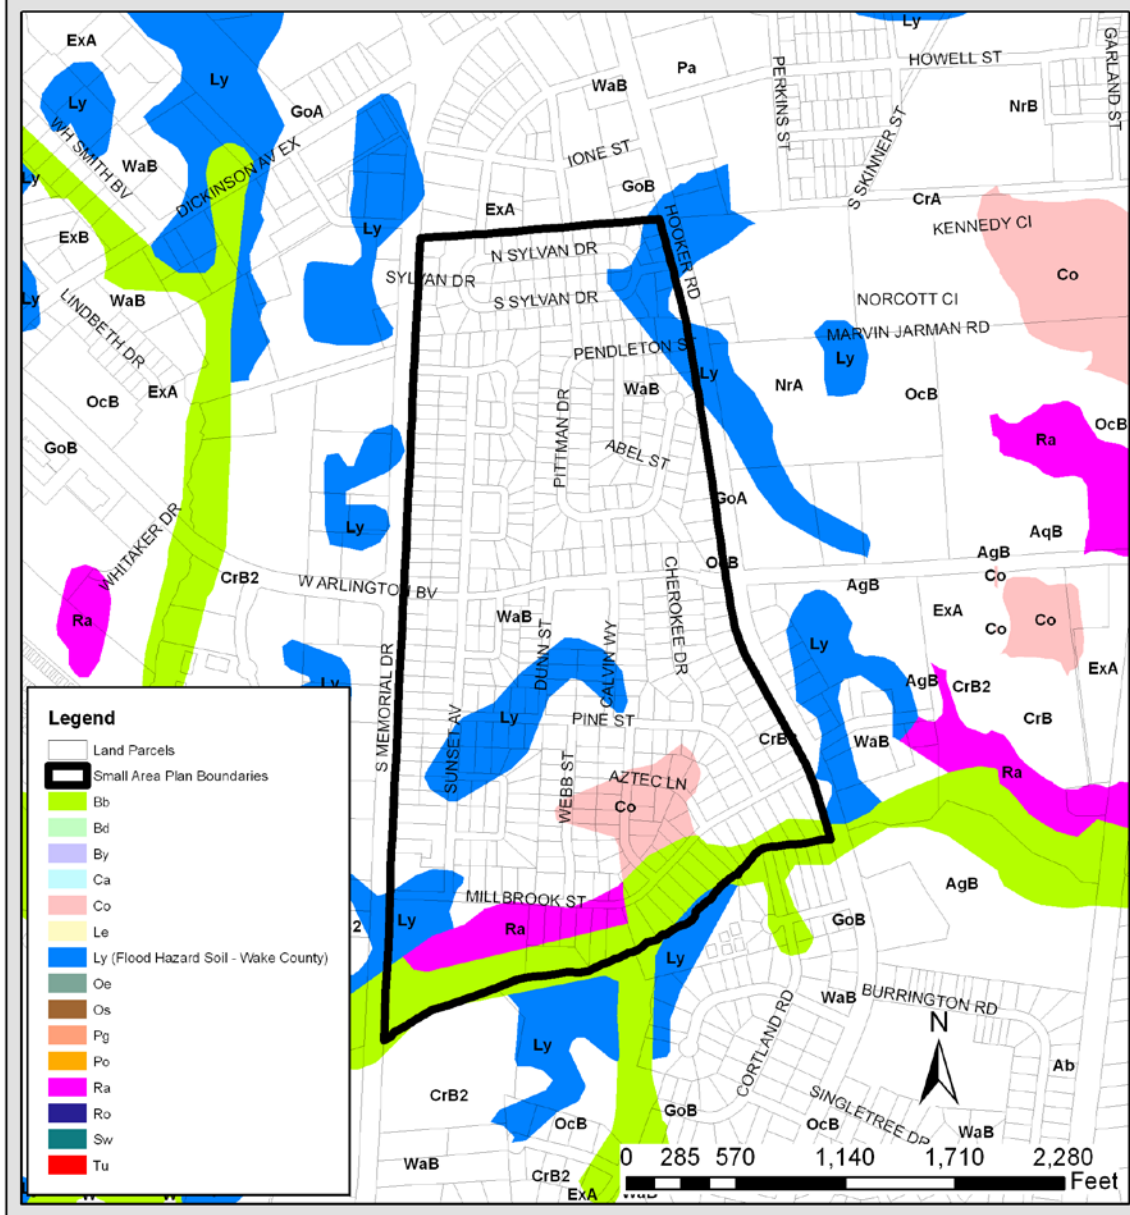 Ly
ExA
HOWELL ST
GARLAND ST
Pa
Ly
WaB
PERKINS ST
Ly
GoA
NrB
WH SMITH BV
DICKINSON AV EX
IONE ST
S SKINNER ST
WaB
Ly
GoB
CrA
ExA
HOOKER RD
KENNEDY CI
Ly
ExB
N SYLVAN DR
Co
SYLVAN DR
Ly
WaB
S SYLVAN DR
NORCOTT CI
LINDBETH DR
MARVIN JARMAN RD
PENDLETON S
Ly
Ly
NrA
WaB
ExA
OcB
OcB
PITTMAN DR
OcB
Ra
GoB
ABEL ST
GoA
WHITAKER DR
AqB
Ly
AgB
CHEROKEE DR
CrB2
W ARLINGTON BV
Co
AgB
WaB
ExA
Co
Co
Ra
DUNN ST
CALVIN WY
Ly
ExA
S MEMORIAL DR
Ly
AgB
CrB2
CrB
SUNSET AV
Ly
PINE ST
WaB
Ra
WEBB ST
AZTEC LN
Co
AgB
MILLBROOK ST
Ly
2
Ra
GoB
Ly
CORTLAND RD
WaB
BURRINGTON RD
N
Ly
Ab
CrB2
GoB
SINGLETREE DR
OcB
OcB
WaB
WaB
CrB2
ExA
Legend
Land Parcels
Small Area Plan Boundaries
Bb
Bd
By
Ca
Co
Le
Ly (Flood Hazard Soil - Wake County)
Oe
Os
Pg
Po
Ra
Ro
Sw
Tu
0 285 570 1,140 1,710 2,280
Feet